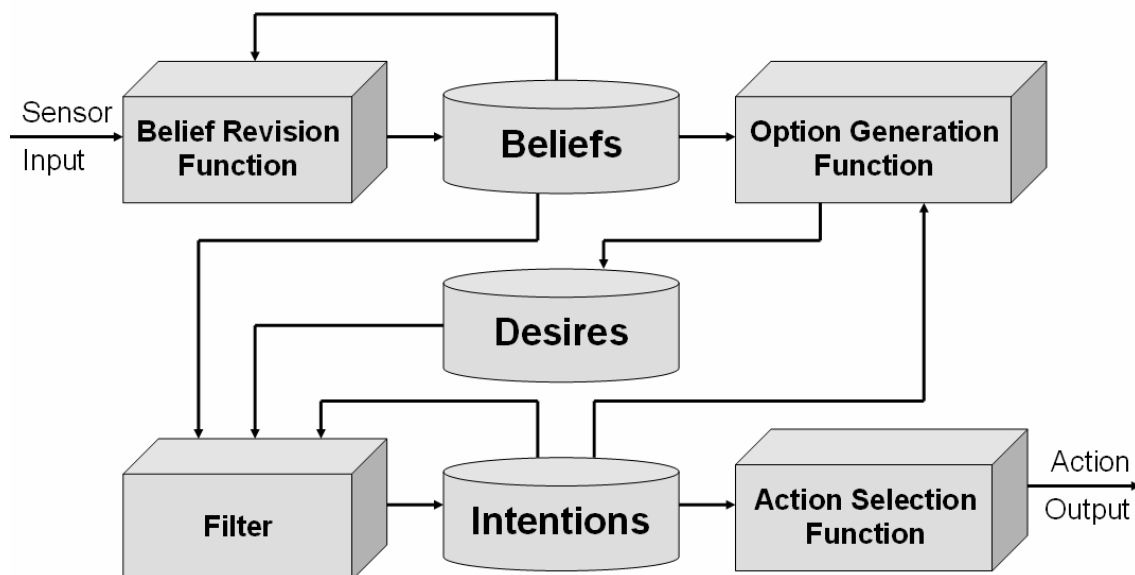 Sensor
Input
Belief Revision
Function
Beliefs
Option Generation
Function
Desires
Filter
Intentions
Action Selection
Function
Action
Output